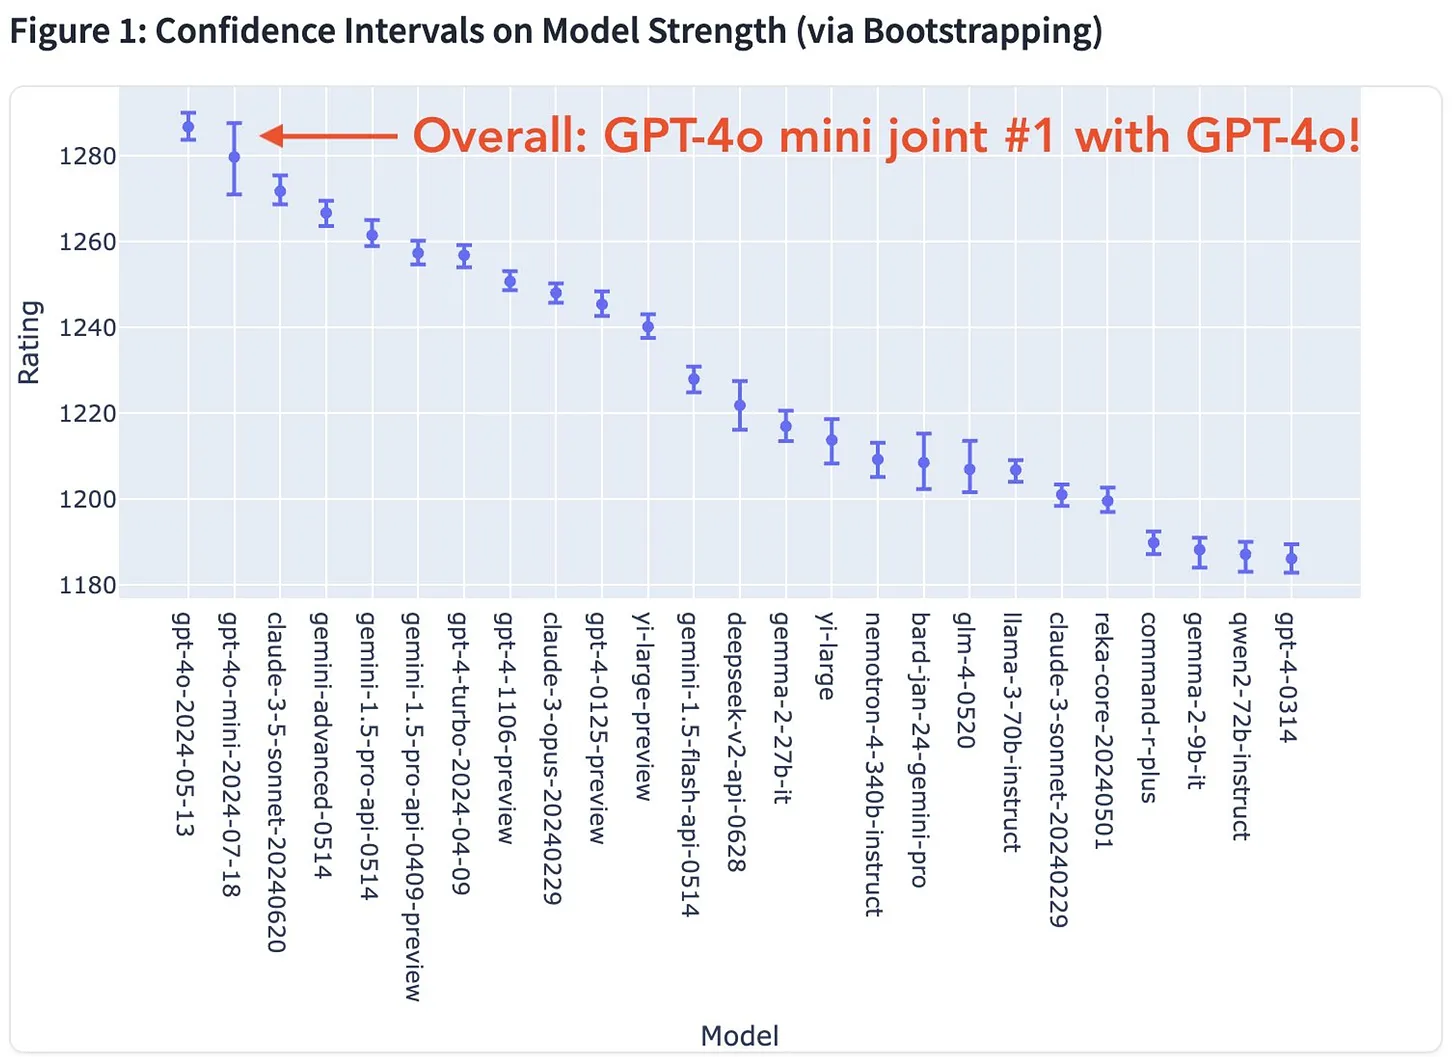 Figure 1: Confidence Intervals on Model Strength (via Bootstrapping)
Overall: GPT-4o mini joint #1 with GPT-4o!
1280
1260
1240
1220
1200
1180
Rating
gpt-4o-2024-05-13
gpt-4o-mini-2024-07-18
claude-3-5-sonnet-20240620
gemini-advanced-0514
gemini-1.5-pro-api-0514
gemini-1.5-pro-api-0409-preview
gpt-4-turbo-2024-04-09
gpt-4-1106-preview
claude-3-opus-20240229
gpt-4-0125-preview
yi-large-preview
gemini-1.5-flash-api-0514
deepseek-v2-api-0628
gemma-2-27b-it
yi-large
nemotron-4-340b-instruct
bard-jan-24-gemini-pro
glm-4-0520
llama-3-70b-instruct
claude-3-sonnet-20240229
reka-core-20240501
command-r-plus
gemma-2-9b-it
qwen2-72b-instruct
gpt-4-0314
Model